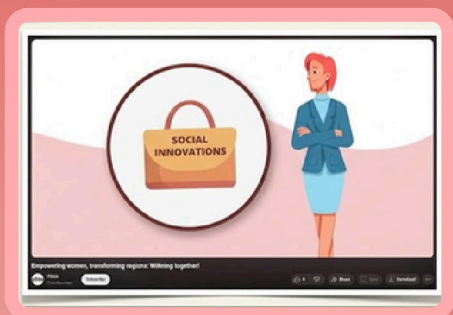 SOCIAL
INNOVATIONS
Empowering women, transforming regions: WINning together!
Subscribe
Share
Download